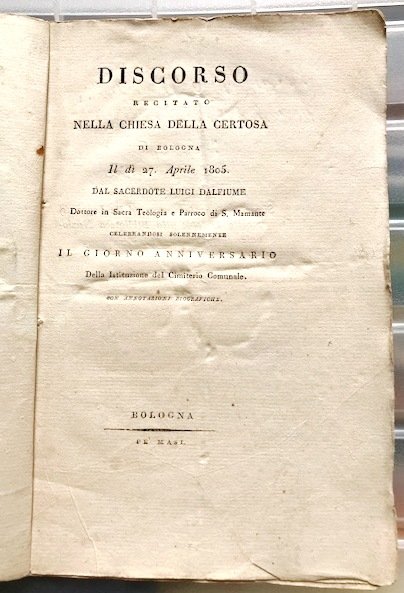 DISCORSO
RECITATO
NELLA CHIESA DELLA CERTOSA
DI BOLOGNA
Il dì 27. Aprile 1805.
DAL SACERDOTE LUIGI DALFIUME
Dottore in Sacra Teologia e Parroco di S. Mamante
CELEBRANDOSI SOLENNEMENTE
IL GIORNO ANNIVERSARIO
Della Istituzione del Cimiterio Comunale.
CON ANNOTAZIONI BIOGRAFICHE.
BOLOGNA
PE' MASI.